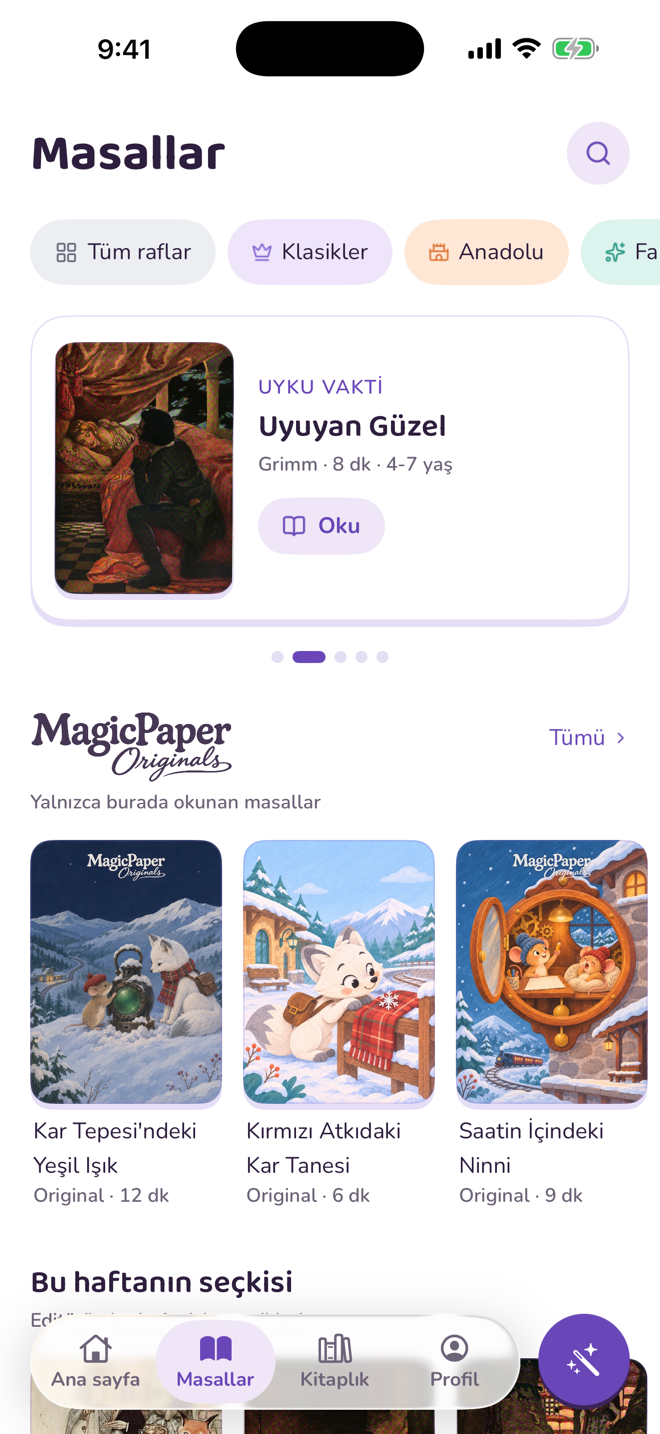 9:41
Masallar
Tüm raflar
Klasikler
Anadolu
Fa
UYKU VAKTİ
Uyuyan Güzel
Grimm · 8 dk · 4-7 yaş
Oku
MagicPaper
Originals
Tümü
Yalnızca burada okunan masallar
MagicPaper
Originals
MagicPaper
Originals
Kar Tepesi'ndeki
Yeşil Işık
Original · 12 dk
Kırmızı Atkıdaki
Kar Tanesi
Original · 6 dk
Saatin İçindeki
Ninni
Original · 9 dk
Bu haftanın seçkisi
Ana sayfa
Masallar
Kitaplık
Profil